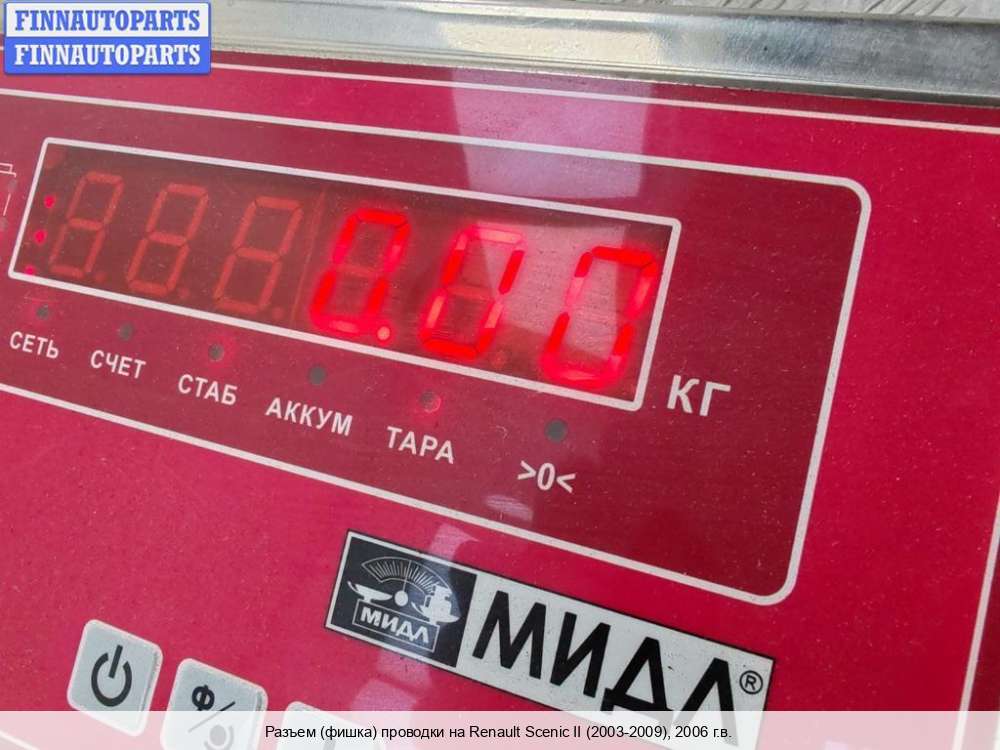 FINNAUTOPARTS
FINNAUTOPARTS
0.00
КГ
СЕТЬ СЧЕТ СТАБ АККУМ ТАРА >0<
МИДЛ
МИДЛ®
Ф/
Разъем (фишка) проводки на Renault Scenic II (2003-2009), 2006 г.в.